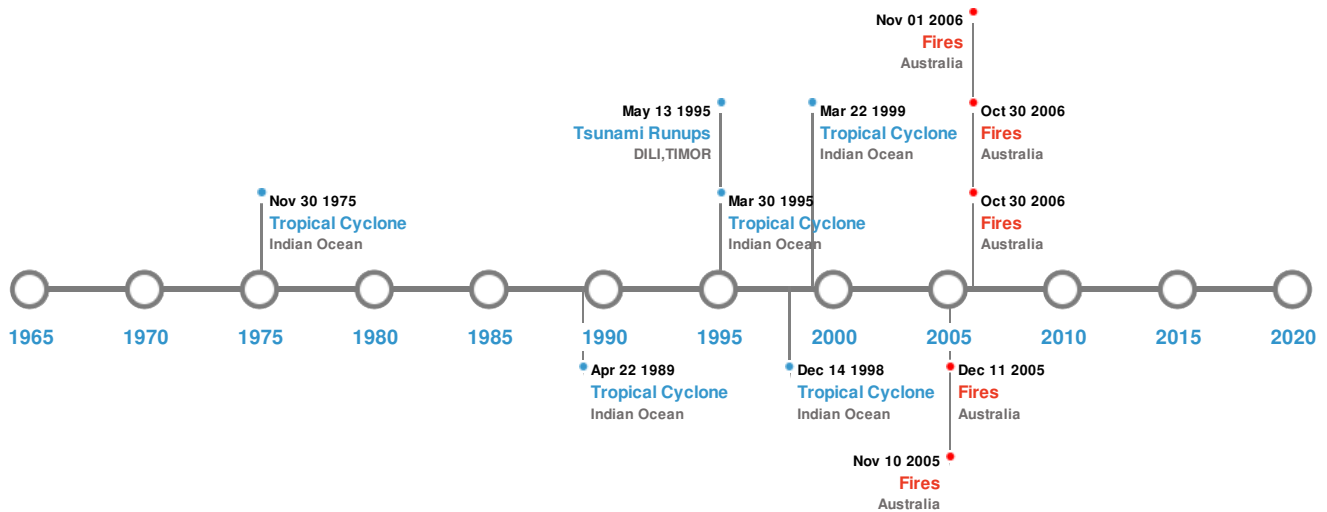 Nov 01 2006
Fires
Australia
May 13 1995
Tsunami Runups
DILI,TIMOR
Mar 22 1999
Tropical Cyclone
Indian Ocean
Oct 30 2006
Fires
Australia
Nov 30 1975
Tropical Cyclone
Indian Ocean
Mar 30 1995
Tropical Cyclone
Indian Ocean
Oct 30 2006
Fires
Australia
1965
1970
1975
1980
1985
1990
1995
2000
2005
2010
2015
2020
Apr 22 1989
Tropical Cyclone
Indian Ocean
Dec 14 1998
Tropical Cyclone
Indian Ocean
Dec 11 2005
Fires
Australia
Nov 10 2005
Fires
Australia